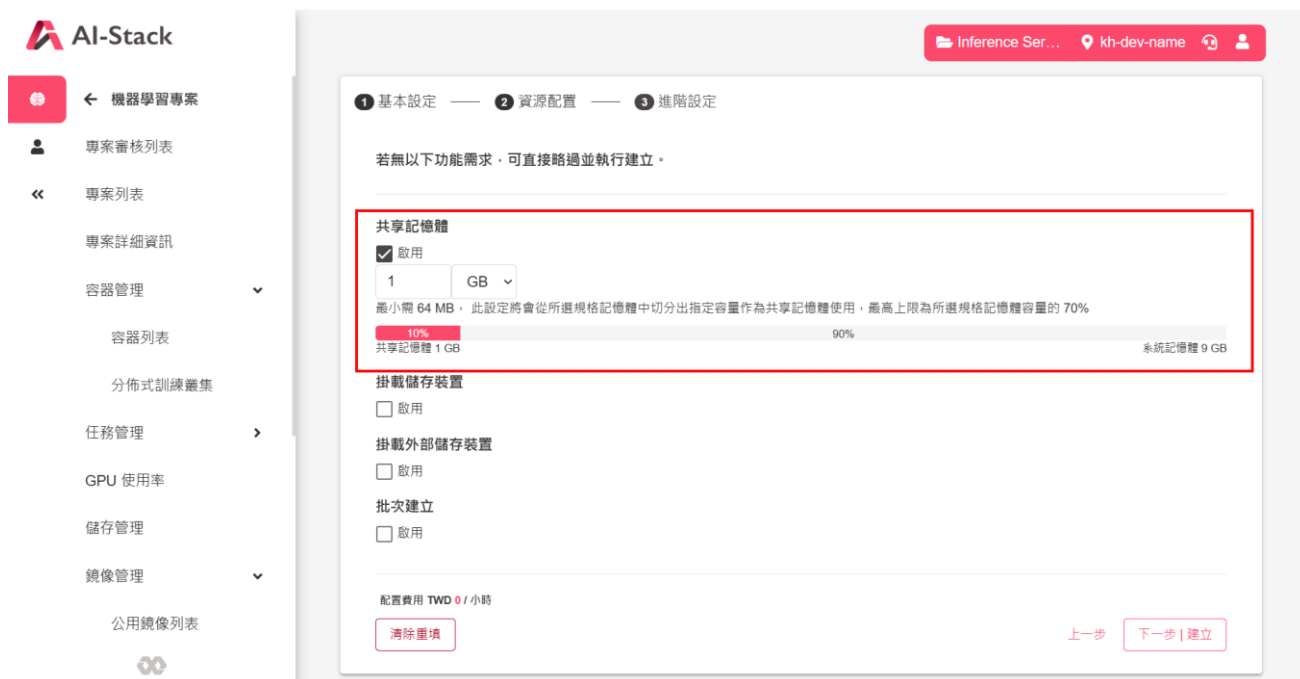 AI-Stack
Inference Ser...
kh-dev-name
機器學習專案
專案審核列表
專案列表
專案詳細資訊
容器管理
容器列表
分佈式訓練叢集
任務管理
GPU 使用率
儲存管理
鏡像管理
公用鏡像列表
1 基本設定
2 資源配置
3 進階設定
若無以下功能需求，可直接略過並執行建立。
共享記憶體
啟用
1
GB
最小需 64 MB， 此設定將會從所選規格記憶體中切分出指定容量作為共享記憶體使用，最高上限為所選規格記憶體容量的 70%
10%
90%
共享記憶體 1 GB
系統記憶體 9 GB
掛載儲存裝置
啟用
掛載外部儲存裝置
啟用
批次建立
啟用
配置費用 TWD 0 / 小時
清除重填
上一步
下一步 | 建立